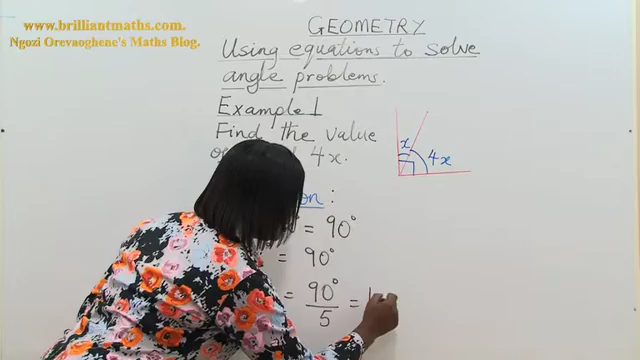 www.brilliantmaths.com
Ngozi Orevaoghene's Maths Blog.
GEOMETRY
Using equations to solve
angle problems.
Example 1
Find the value
4x.
x
4x
:
= 90°
= 90°
= 90° / 5 =